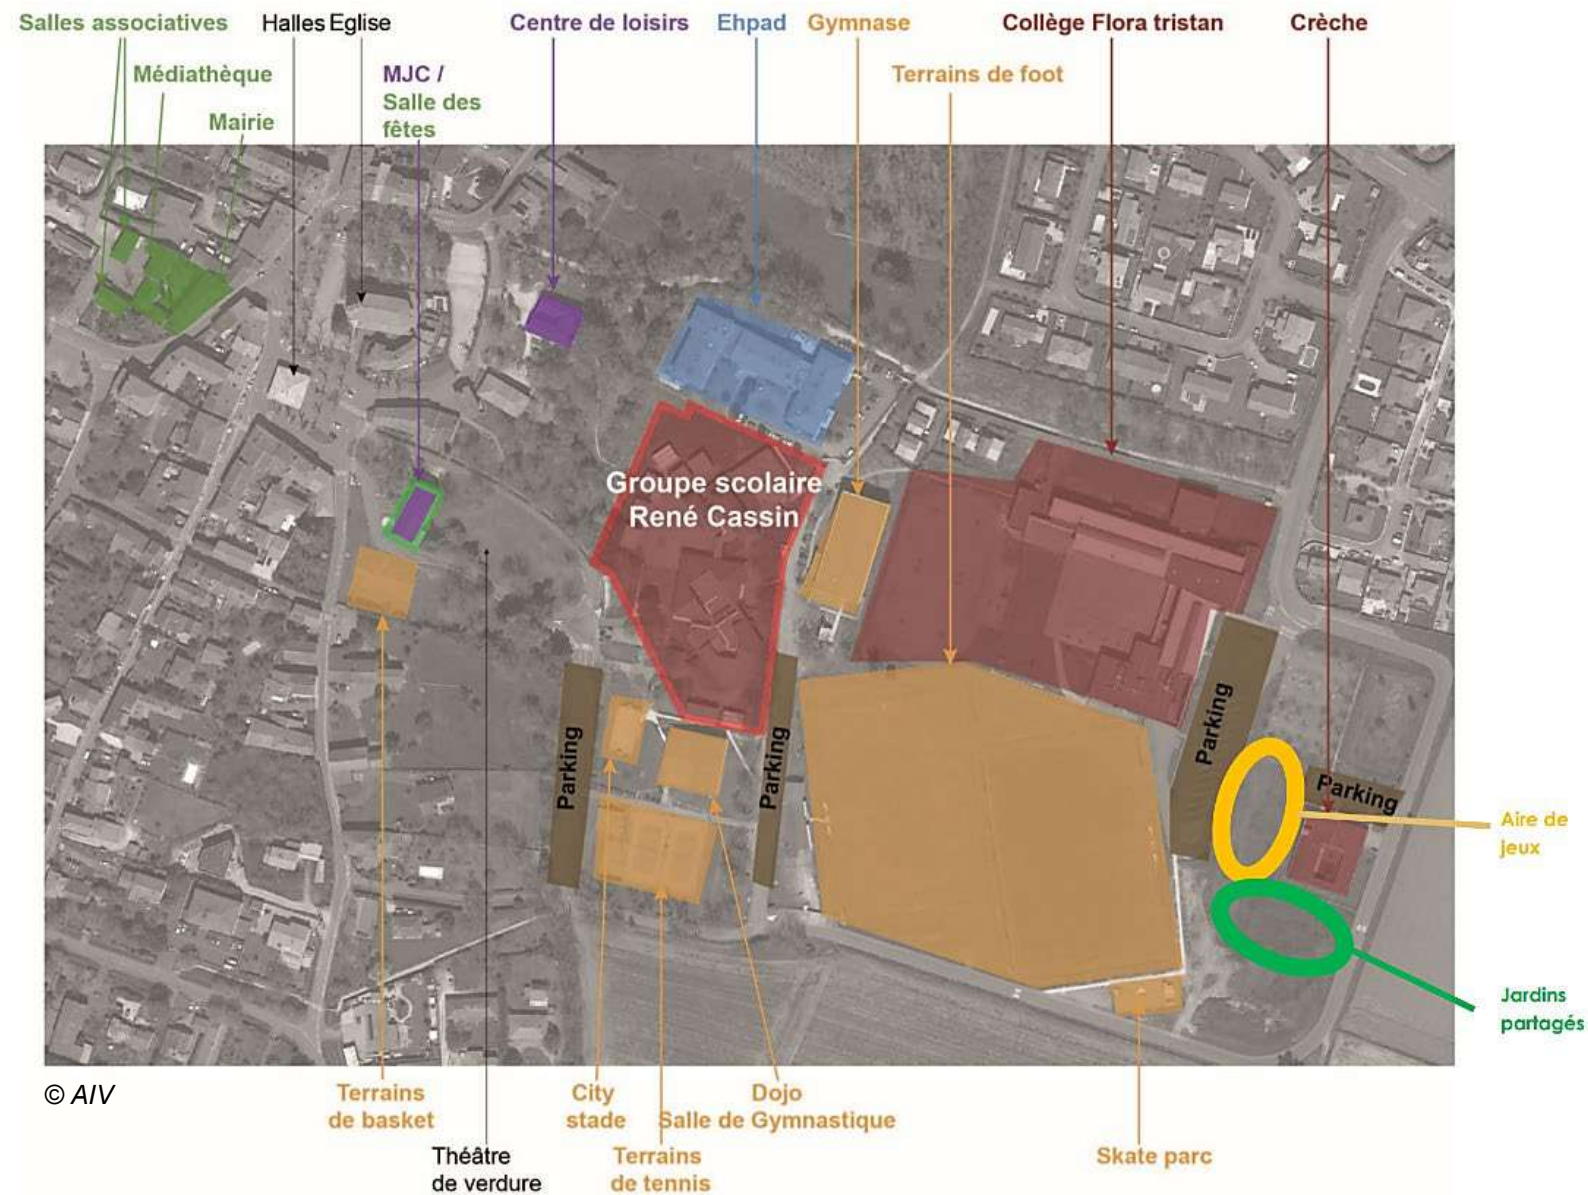 Salles associatives
Halles
Eglise
Centre de loisirs
Ehpad
Gymnase
Collège Flora tristan
Crèche
Médiathèque
MJC /
Salle des
fêtes
Terrains de foot
Mairie
Groupe scolaire
René Cassin
Parking
Parking
Parking
Parking
Aire de
jeux
Jardins
partagés
© AIV
Terrains
de basket
City
stade
Dojo
Salle de Gymnastique
Théâtre
de verdure
Terrains
de tennis
Skate parc